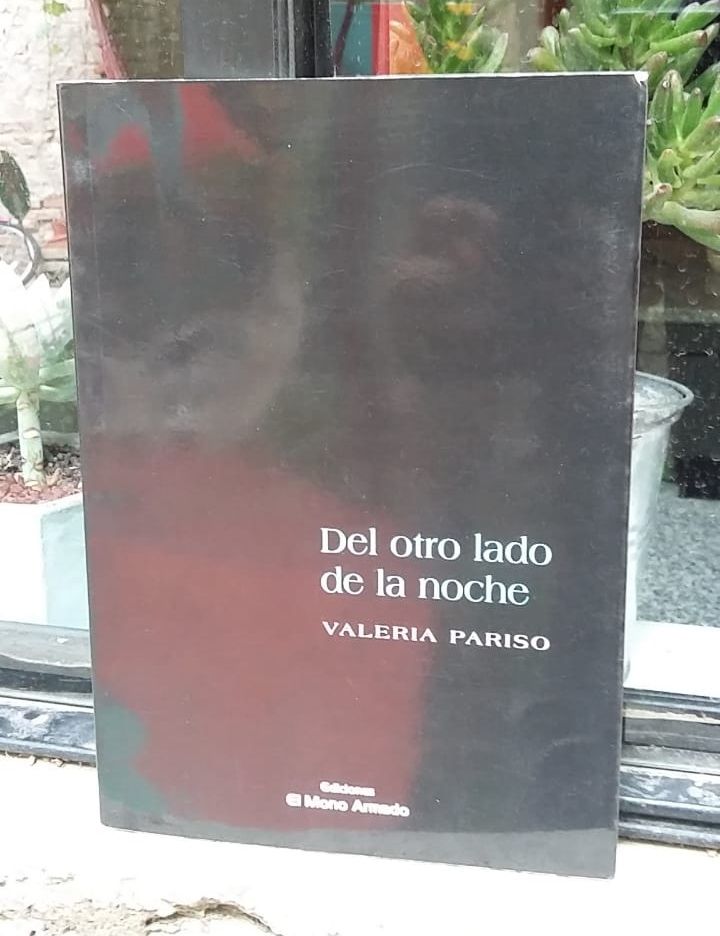 Del otro lado
de la noche
VALERIA PARISO
Ediciones
El Mono Armado